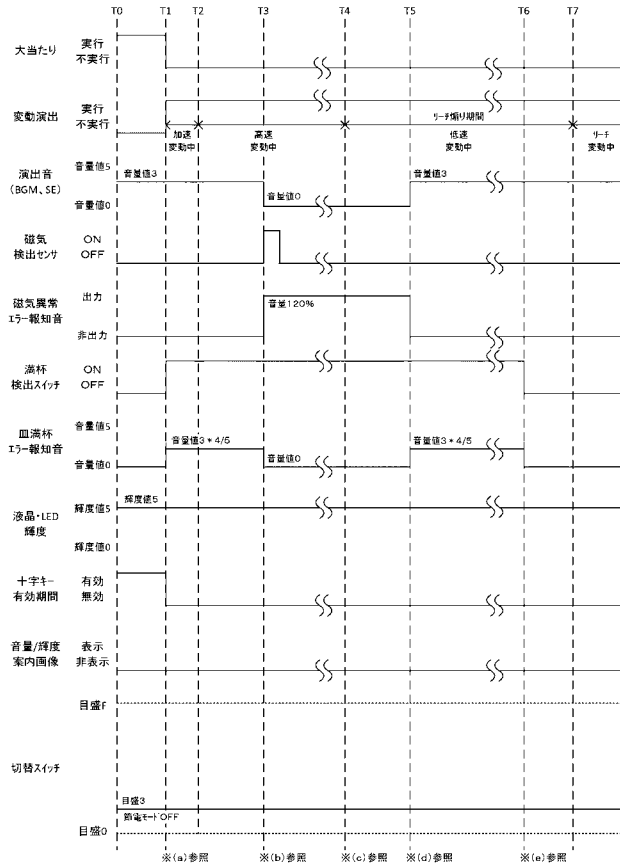 T0 T1 T2 T3 T4 T5 T6 T7
大当たり 実行
不実行
変動演出 実行
不実行
リーチ煽り期間
加速
変動中
高速
変動中
低速
変動中
リーチ
変動中
演出音
(BGM、SE)
音量値5
音量値0
音量値3
音量値0
音量値3
磁気
検出センサ
ON
OFF
磁気異常
エラー報知音
出力
非出力
音量120%
満杯
検出スイッチ
ON
OFF
皿満杯
エラー報知音
音量値5
音量値0
音量値3*4/5
音量値0
音量値3*4/5
液晶・LED
輝度
輝度値5
輝度値0
輝度値5
十字キー
有効期間
有効
無効
音量/輝度
案内画像
表示
非表示
目盛F
切替スイッチ
目盛3
節電モードOFF
目盛0
※(a)参照 ※(b)参照 ※(c)参照 ※(d)参照 ※(e)参照